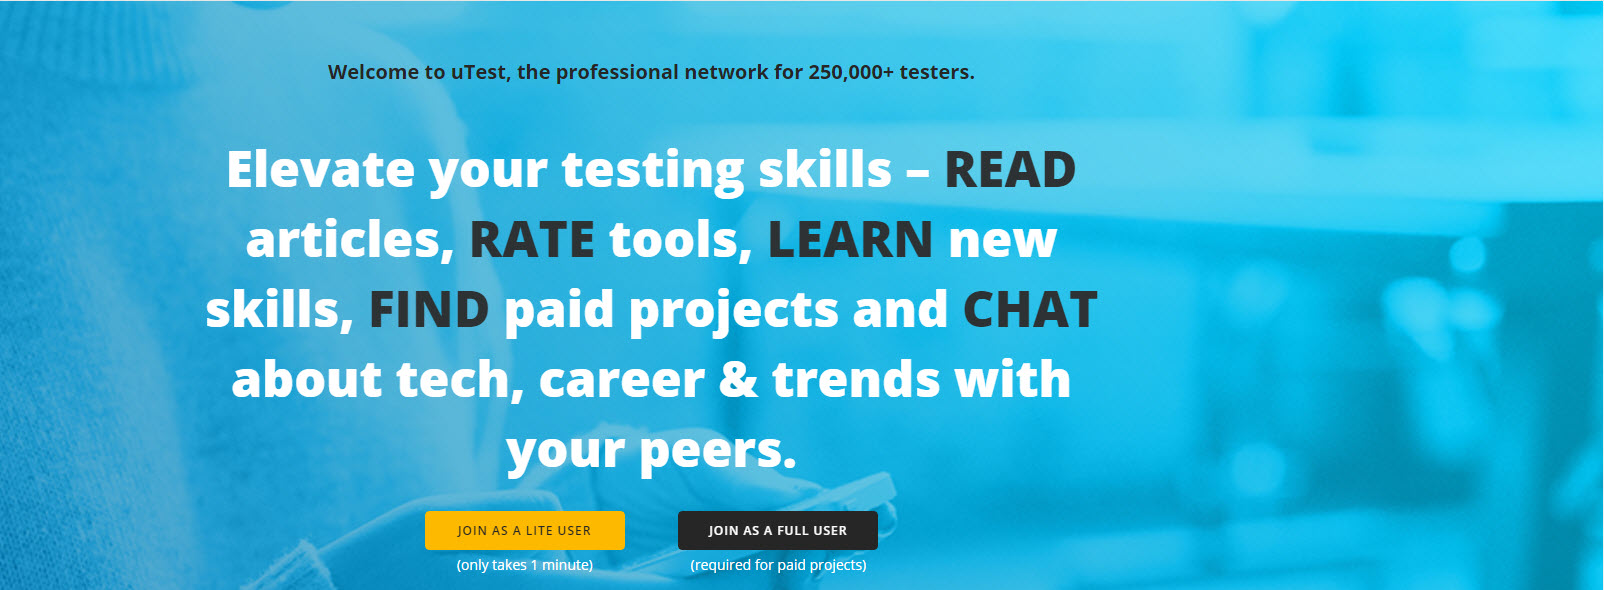 Welcome to uTest, the professional network for 250,000+ testers.
Elevate your testing skills – READ
articles, RATE tools, LEARN new
skills, FIND paid projects and CHAT
about tech, career & trends with
your peers.
JOIN AS A LITE USER
(only takes 1 minute)
JOIN AS A FULL USER
(required for paid projects)